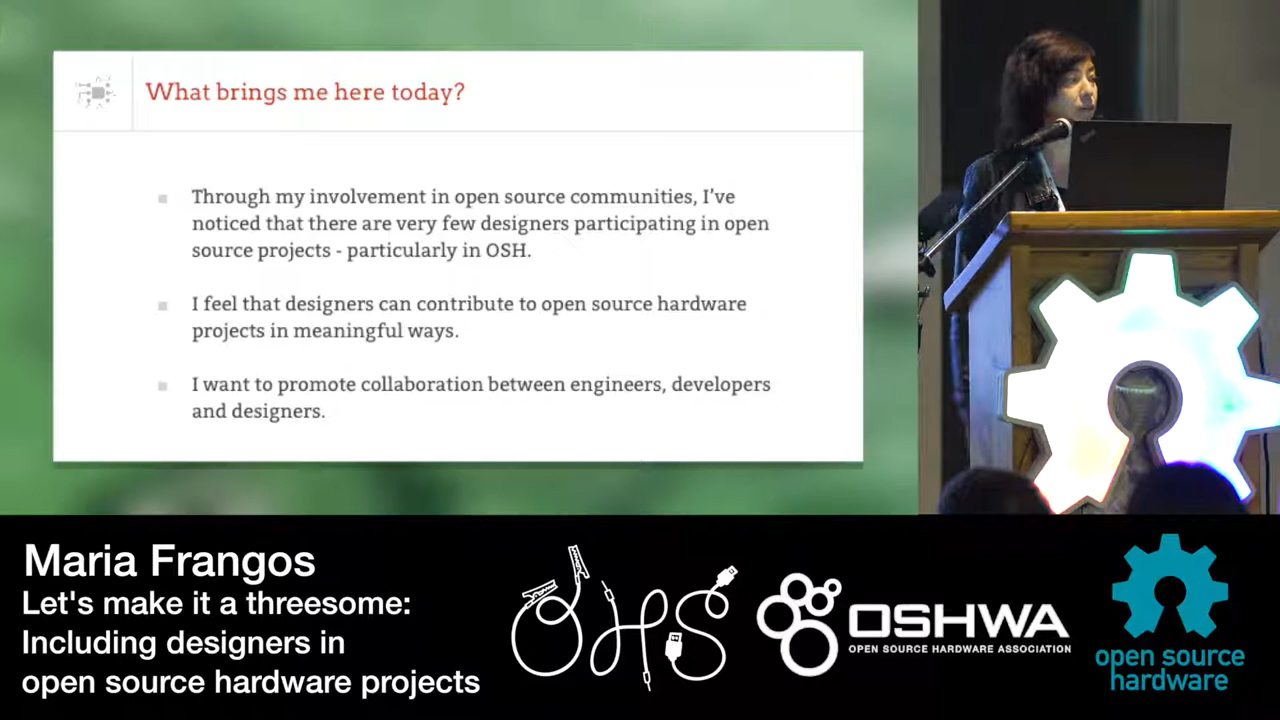 What brings me here today?
Through my involvement in open source communities, I've
noticed that there are very few designers participating in open
source projects - particularly in OSH.
I feel that designers can contribute to open source hardware
projects in meaningful ways.
I want to promote collaboration between engineers, developers
and designers.
Maria Frangos
Let's make it a threesome:
Including designers in
open source hardware projects
OHS
OSHWA
OPEN SOURCE HARDWARE ASSOCIATION
open source
hardware